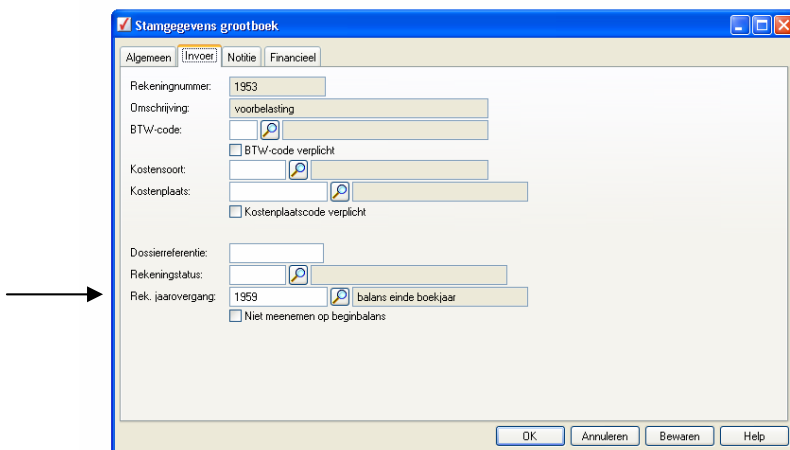 Stamgegevens grootboek
Algemeen Invoer Notitie Financieel
Rekeningnummer: 1953
Omschrijving: voorbelasting
BTW-code:
BTW-code verplicht
Kostensoort:
Kostenplaats:
Kostenplaatscode verplicht
Dossierreferentie:
Rekeningstatus:
Rek. jaarovergang: 1959 balans einde boekjaar
Niet meenemen op beginbalans
OK Annuleren Bewaren Help